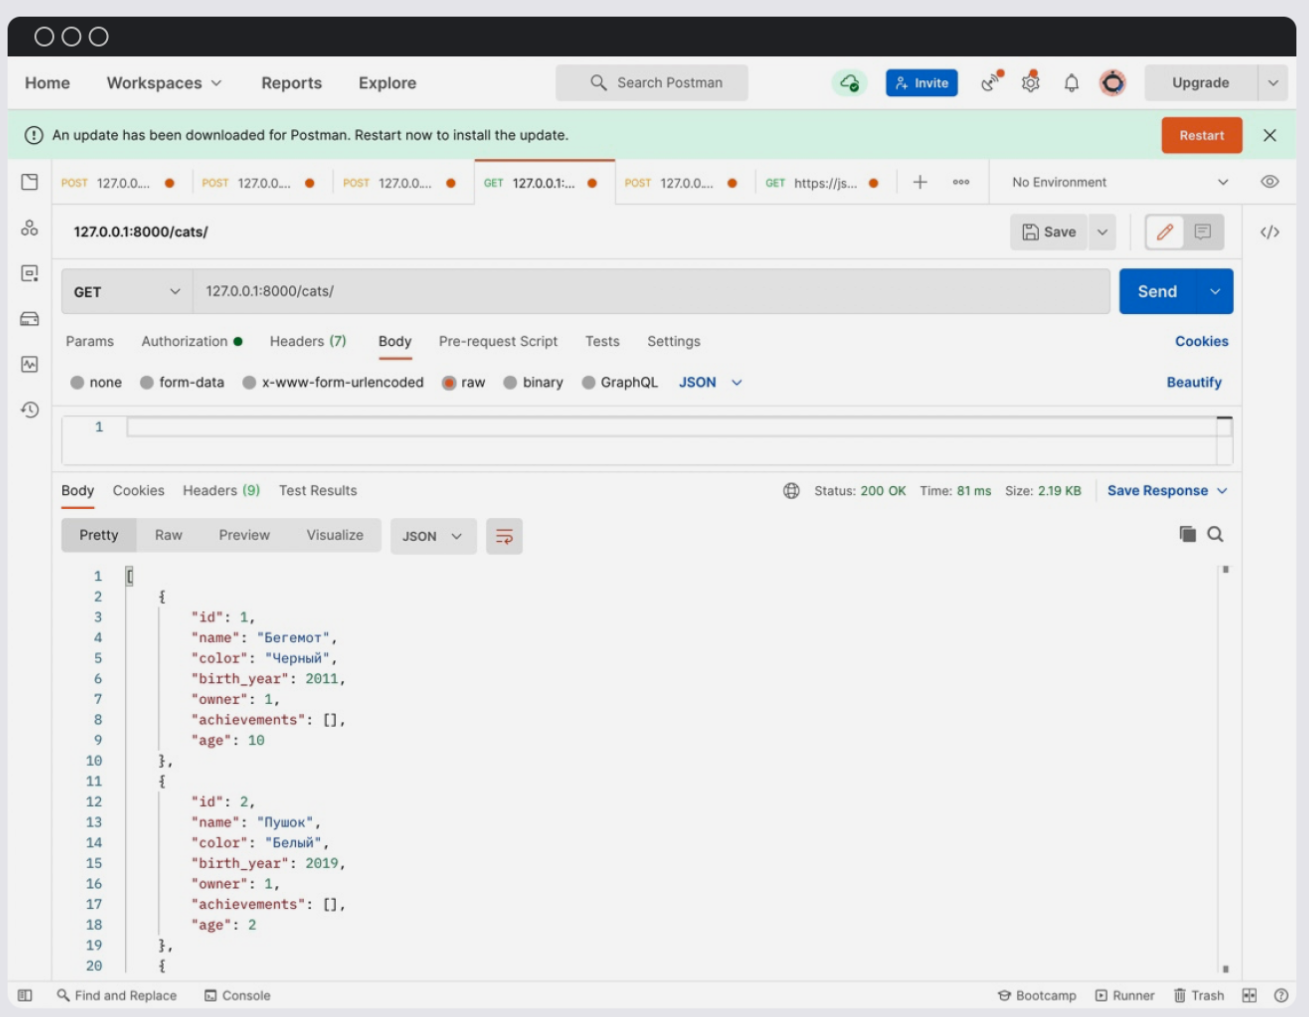 Home Workspaces Reports Explore Search Postman Invite Upgrade
An update has been downloaded for Postman. Restart now to install the update. Restart
POST 127.0.0.... POST 127.0.0.... POST 127.0.0.... GET 127.0.0.1:... POST 127.0.0.... GET https://js... + No Environment
127.0.0.1:8000/cats/ Save </>
GET 127.0.0.1:8000/cats/ Send
Params Authorization Headers (7) Body Pre-request Script Tests Settings Cookies
none form-data x-www-form-urlencoded raw binary GraphQL JSON Beautify
1
Body Cookies Headers (9) Test Results Status: 200 OK Time: 81 ms Size: 2.19 KB Save Response
Pretty Raw Preview Visualize JSON
1 [
2 {
3 "id": 1,
4 "name": "Бегемот",
5 "color": "Черный",
6 "birth_year": 2011,
7 "owner": 1,
8 "achievements": [],
9 "age": 10
10 },
11 {
12 "id": 2,
13 "name": "Пушок",
14 "color": "Белый",
15 "birth_year": 2019,
16 "owner": 1,
17 "achievements": [],
18 "age": 2
19 },
20 {
Find and Replace Console Bootcamp Runner Trash